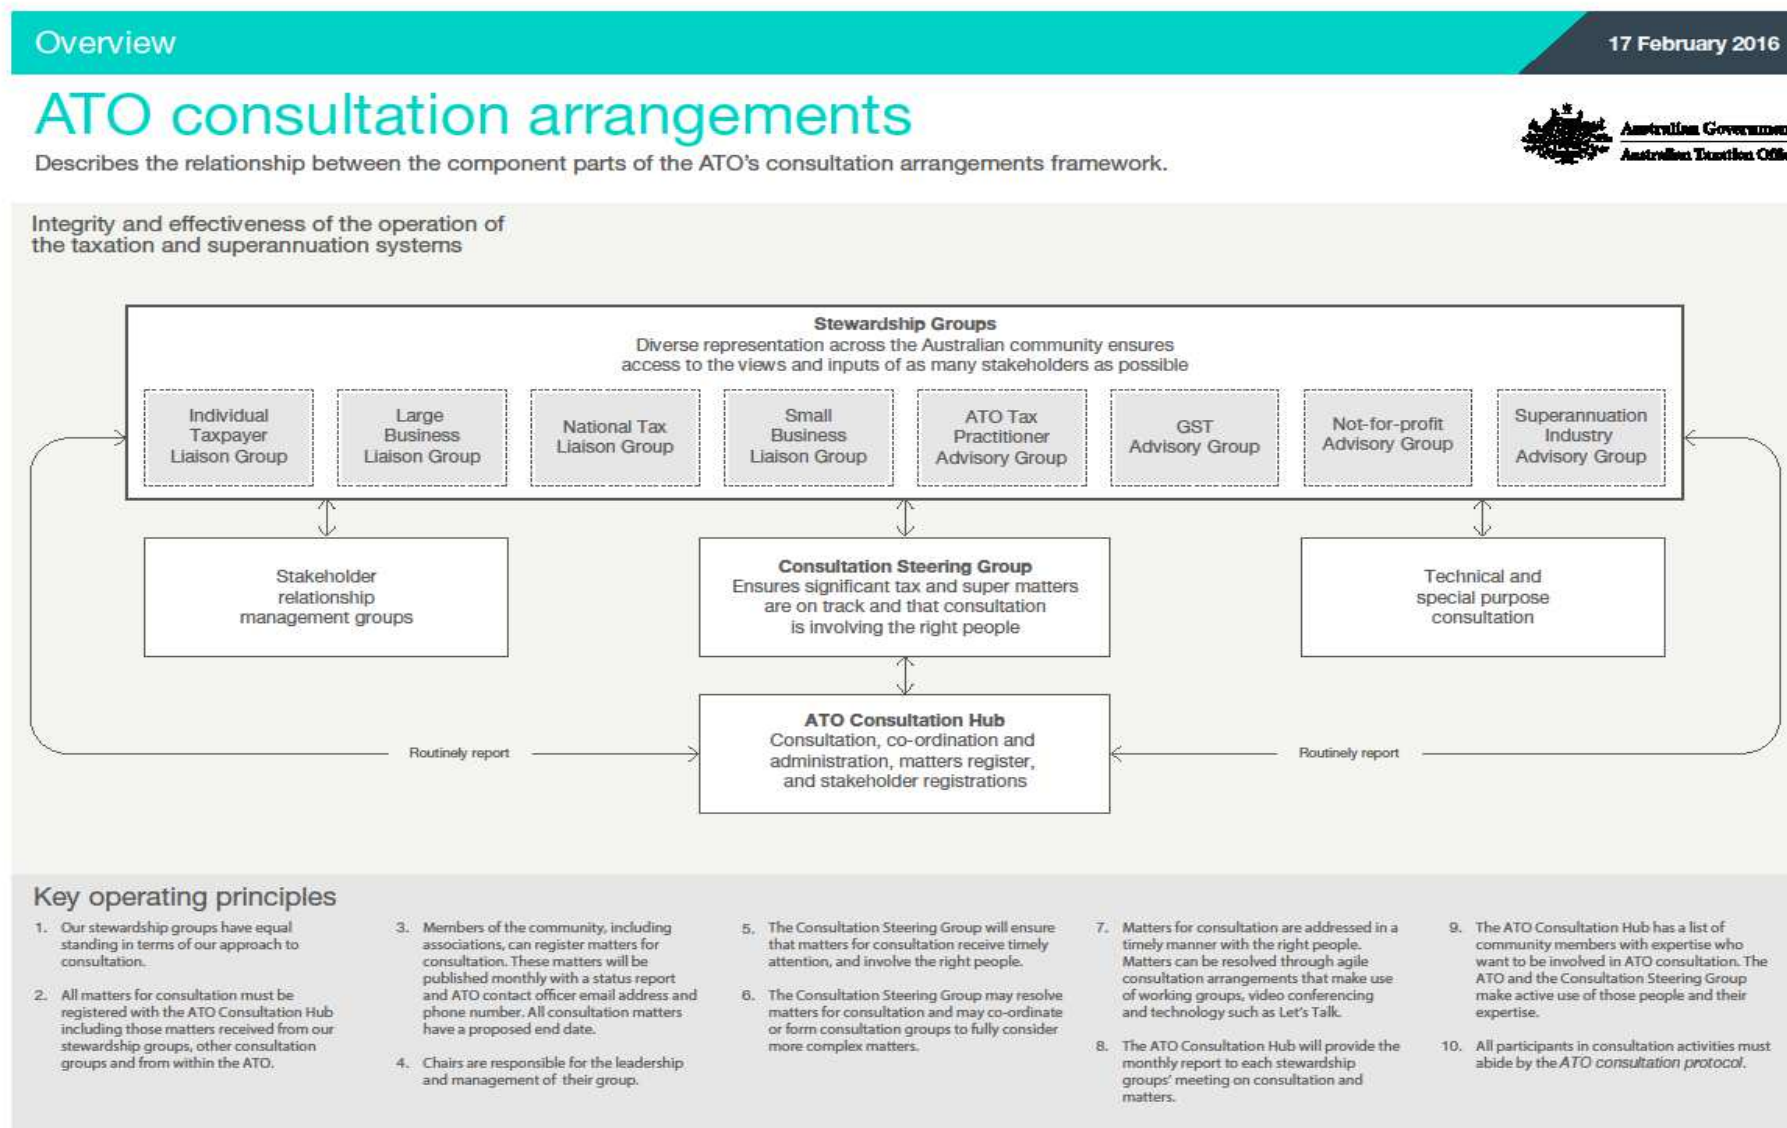 Overview
17 February 2016
ATO consultation arrangements
Describes the relationship between the component parts of the ATO's consultation arrangements framework.
Australian Governmen
Australian Taxation Offic
Integrity and effectiveness of the operation of
the taxation and superannuation systems
Stewardship Groups
Diverse representation across the Australian community ensures
access to the views and inputs of as many stakeholders as possible
Individual
Taxpayer
Liaison Group
Large
Business
Liaison Group
National Tax
Liaison Group
Small
Business
Liaison Group
ATO Tax
Practitioner
Advisory Group
GST
Advisory Group
Not-for-profit
Advisory Group
Superannuation
Industry
Advisory Group
Stakeholder
relationship
management groups
Consultation Steering Group
Ensures significant tax and super matters
are on track and that consultation
is involving the right people
Technical and
special purpose
consultation
ATO Consultation Hub
Consultation, co-ordination and
administration, matters register,
and stakeholder registrations
Routinely report
Routinely report
Key operating principles
1. Our stewardship groups have equal
standing in terms of our approach to
consultation.
2. All matters for consultation must be
registered with the ATO Consultation Hub
including those matters received from our
stewardship groups, other consultation
groups and from within the ATO.
3. Members of the community, including
associations, can register matters for
consultation. These matters will be
published monthly with a status report
and ATO contact officer email address and
phone number. All consultation matters
have a proposed end date.
4. Chairs are responsible for the leadership
and management of their group.
5. The Consultation Steering Group will ensure
that matters for consultation receive timely
attention, and involve the right people.
6. The Consultation Steering Group may resolve
matters for consultation and may co-ordinate
or form consultation groups to fully consider
more complex matters.
7. Matters for consultation are addressed in a
timely manner with the right people.
Matters can be resolved through agile
consultation arrangements that make use
of working groups, video conferencing
and technology such as Let's Talk.
8. The ATO Consultation Hub will provide the
monthly report to each stewardship
groups' meeting on consultation and
matters.
9. The ATO Consultation Hub has a list of
community members with expertise who
want to be involved in ATO consultation. The
ATO and the Consultation Steering Group
make active use of those people and their
expertise.
10. All participants in consultation activities must
abide by the ATO consultation protocol.